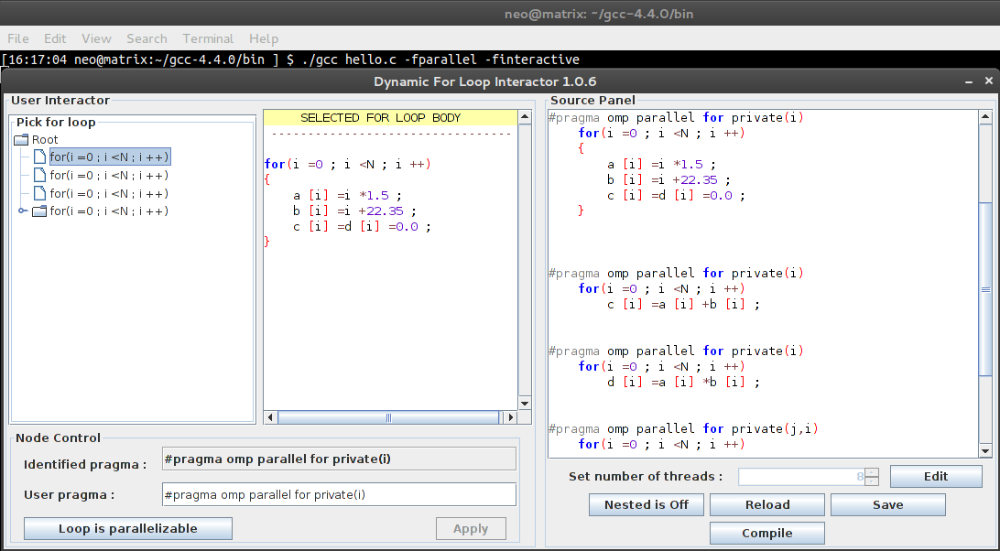 neo@matrix: ~/gcc-4.4.0/bin
File Edit View Search Terminal Help
[16:17:04 neo@matrix:~/gcc-4.4.0/bin ] $ ./gcc hello.c -fparallel -finteractive
Dynamic For Loop Interactor 1.0.6
User Interactor
Pick for loop
Root
for(i =0 ; i <N ; i ++)
for(i =0 ; i <N ; i ++)
for(i =0 ; i <N ; i ++)
for(i =0 ; i <N ; i ++)
SELECTED FOR LOOP BODY
- - - - - - - - - - - - - - - - - - - - - - - - - - - - -
for(i =0 ; i <N ; i ++)
{
a [i] =i *1.5 ;
b [i] =i +22.35 ;
c [i] =d [i] =0.0 ;
}
Node Control
Identified pragma : #pragma omp parallel for private(i)
User pragma : #pragma omp parallel for private(i)
Loop is parallelizable Apply
Source Panel
#pragma omp parallel for private(i)
for(i =0 ; i <N ; i ++)
{
a [i] =i *1.5 ;
b [i] =i +22.35 ;
c [i] =d [i] =0.0 ;
}
#pragma omp parallel for private(i)
for(i =0 ; i <N ; i ++)
c [i] =a [i] +b [i] ;
#pragma omp parallel for private(i)
for(i =0 ; i <N ; i ++)
d [i] =a [i] *b [i] ;
#pragma omp parallel for private(j,i)
for(i =0 ; i <N ; i ++)
Set number of threads : 8 Edit
Nested is Off Reload Save
Compile